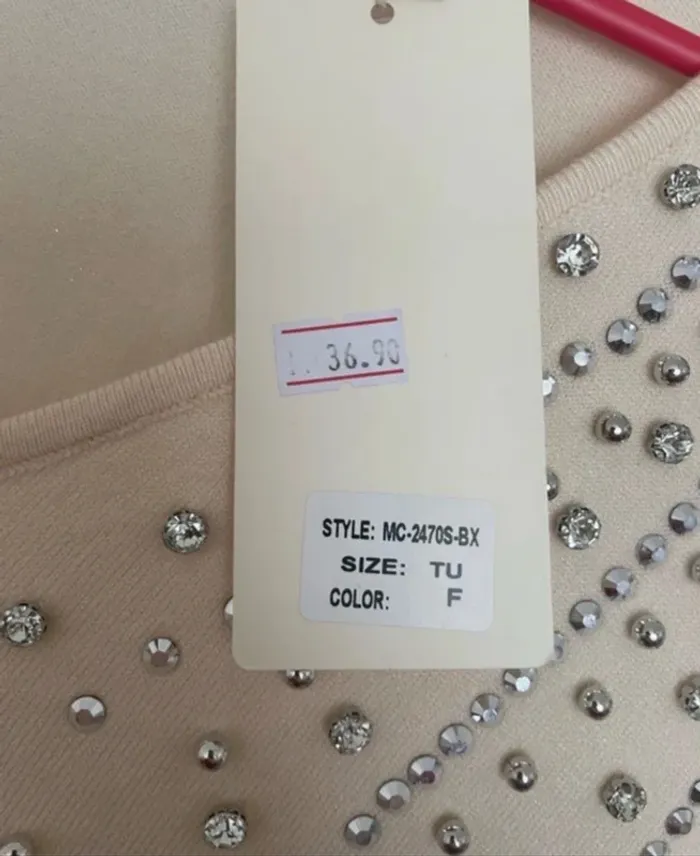 36.90
STYLE: MC-2470S-BX
SIZE: TU
COLOR: F